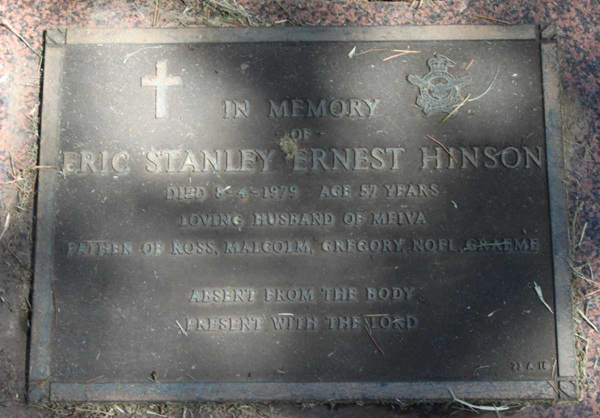 IN MEMORY
OF
ERIC STANLEY ERNEST HINSON
DIED 8-4-1979 AGE 57 YEARS
LOVING HUSBAND OF MELVA
FATHER OF ROSS, MALCOLM, GREGORY, NOEL, GRAEME
ABSENT FROM THE BODY
PRESENT WITH THE LORD